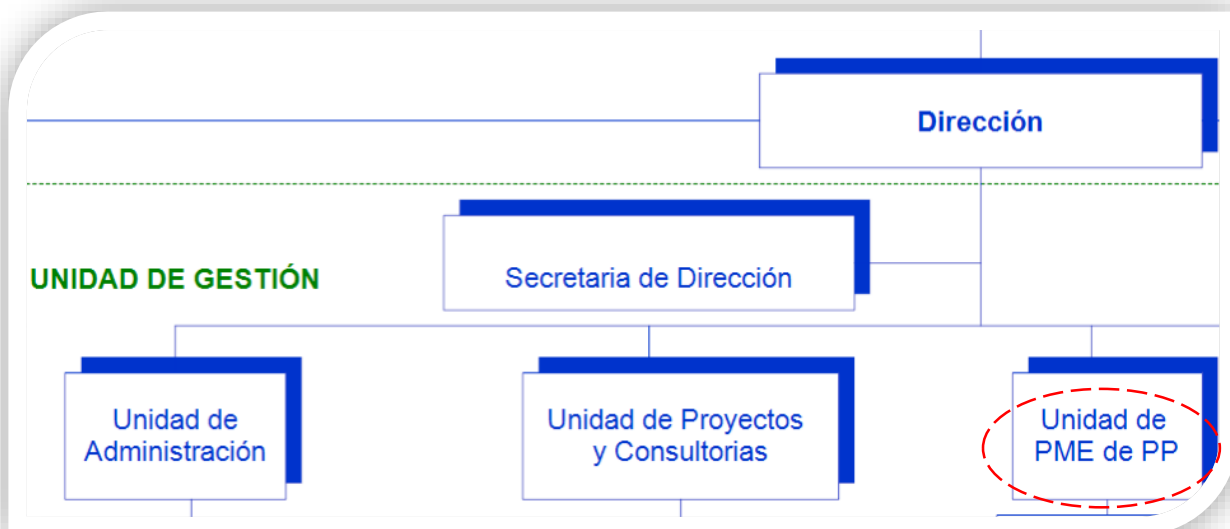 Dirección
UNIDAD DE GESTIÓN
Secretaria de Dirección
Unidad de
Administración
Unidad de Proyectos
y Consultorias
Unidad de
PME de PP